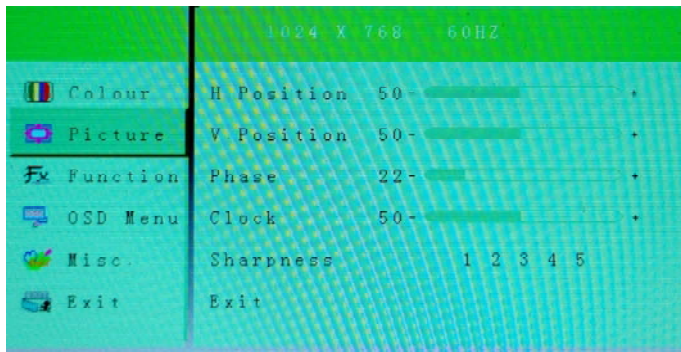 1024 X 768 60HZ
Colour
Picture
Function
OSD Menu
Misc.
Exit
H Position 50 - +
V Position 50 - +
Phase 22 - +
Clock 50 - +
Sharpness 1 2 3 4 5
Exit